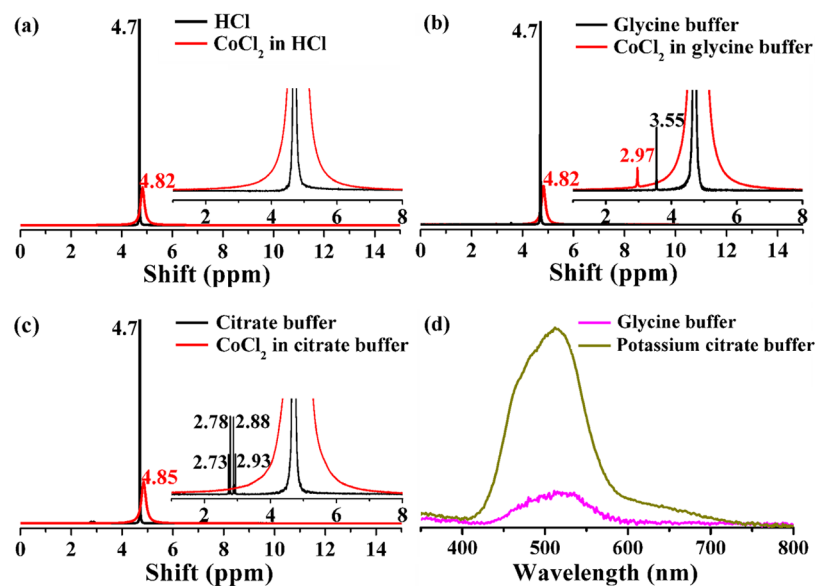 (a)
HCl
CoCl₂ in HCl
4.7
4.82
2 4 6 8
0 2 4 6 8 10 12 14
Shift (ppm)
(b)
Glycine buffer
CoCl₂ in glycine buffer
4.7
3.55
2.97
4.82
2 4 6 8
0 2 4 6 8 10 12 14
Shift (ppm)
(c)
Citrate buffer
CoCl₂ in citrate buffer
4.7
2.78 2.88
2.73 2.93
4.85
2 4 6 8
0 2 4 6 8 10 12 14
Shift (ppm)
(d)
Glycine buffer
Potassium citrate buffer
400 500 600 700 800
Wavelength (nm)